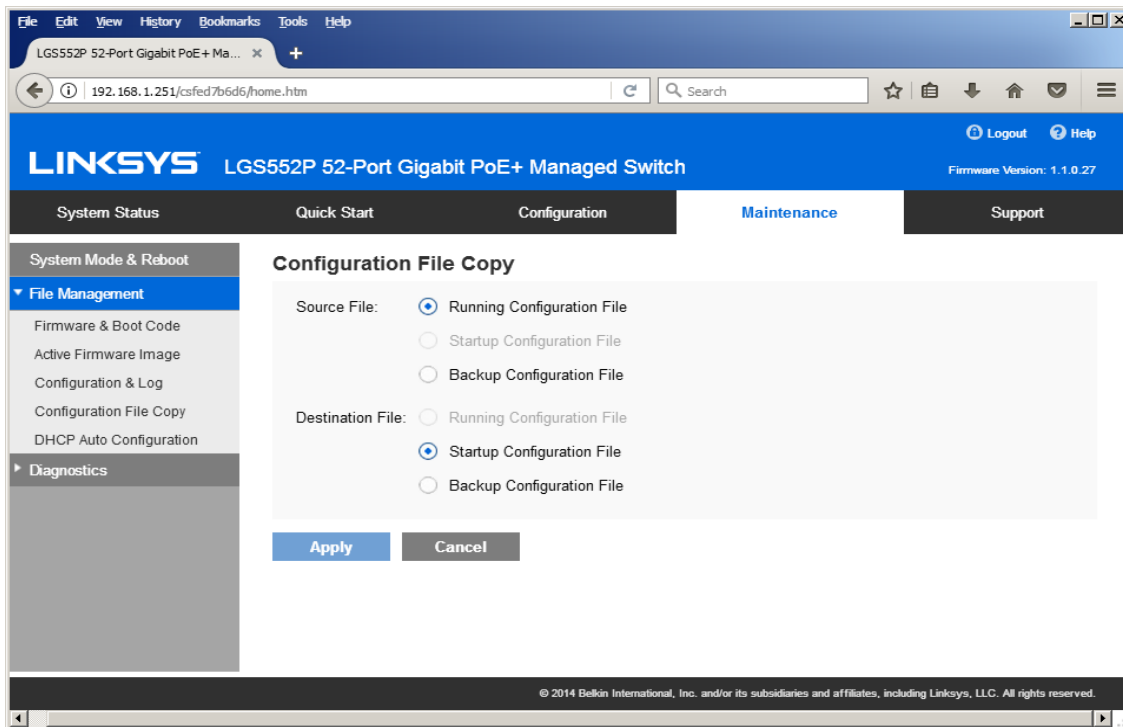 File Edit View History Bookmarks Tools Help
LGS552P 52-Port Gigabit PoE+ Ma...
192.168.1.251/csfed7b6d6/home.htm
Search
Logout Help
LINKSYS LGS552P 52-Port Gigabit PoE+ Managed Switch
Firmware Version: 1.1.0.27
System Status Quick Start Configuration Maintenance Support
System Mode & Reboot
File Management
Firmware & Boot Code
Active Firmware Image
Configuration & Log
Configuration File Copy
DHCP Auto Configuration
Diagnostics
Configuration File Copy
Source File: Running Configuration File
Startup Configuration File
Backup Configuration File
Destination File: Running Configuration File
Startup Configuration File
Backup Configuration File
Apply Cancel
© 2014 Belkin International, Inc. and/or its subsidiaries and affiliates, including Linksys, LLC. All rights reserved.